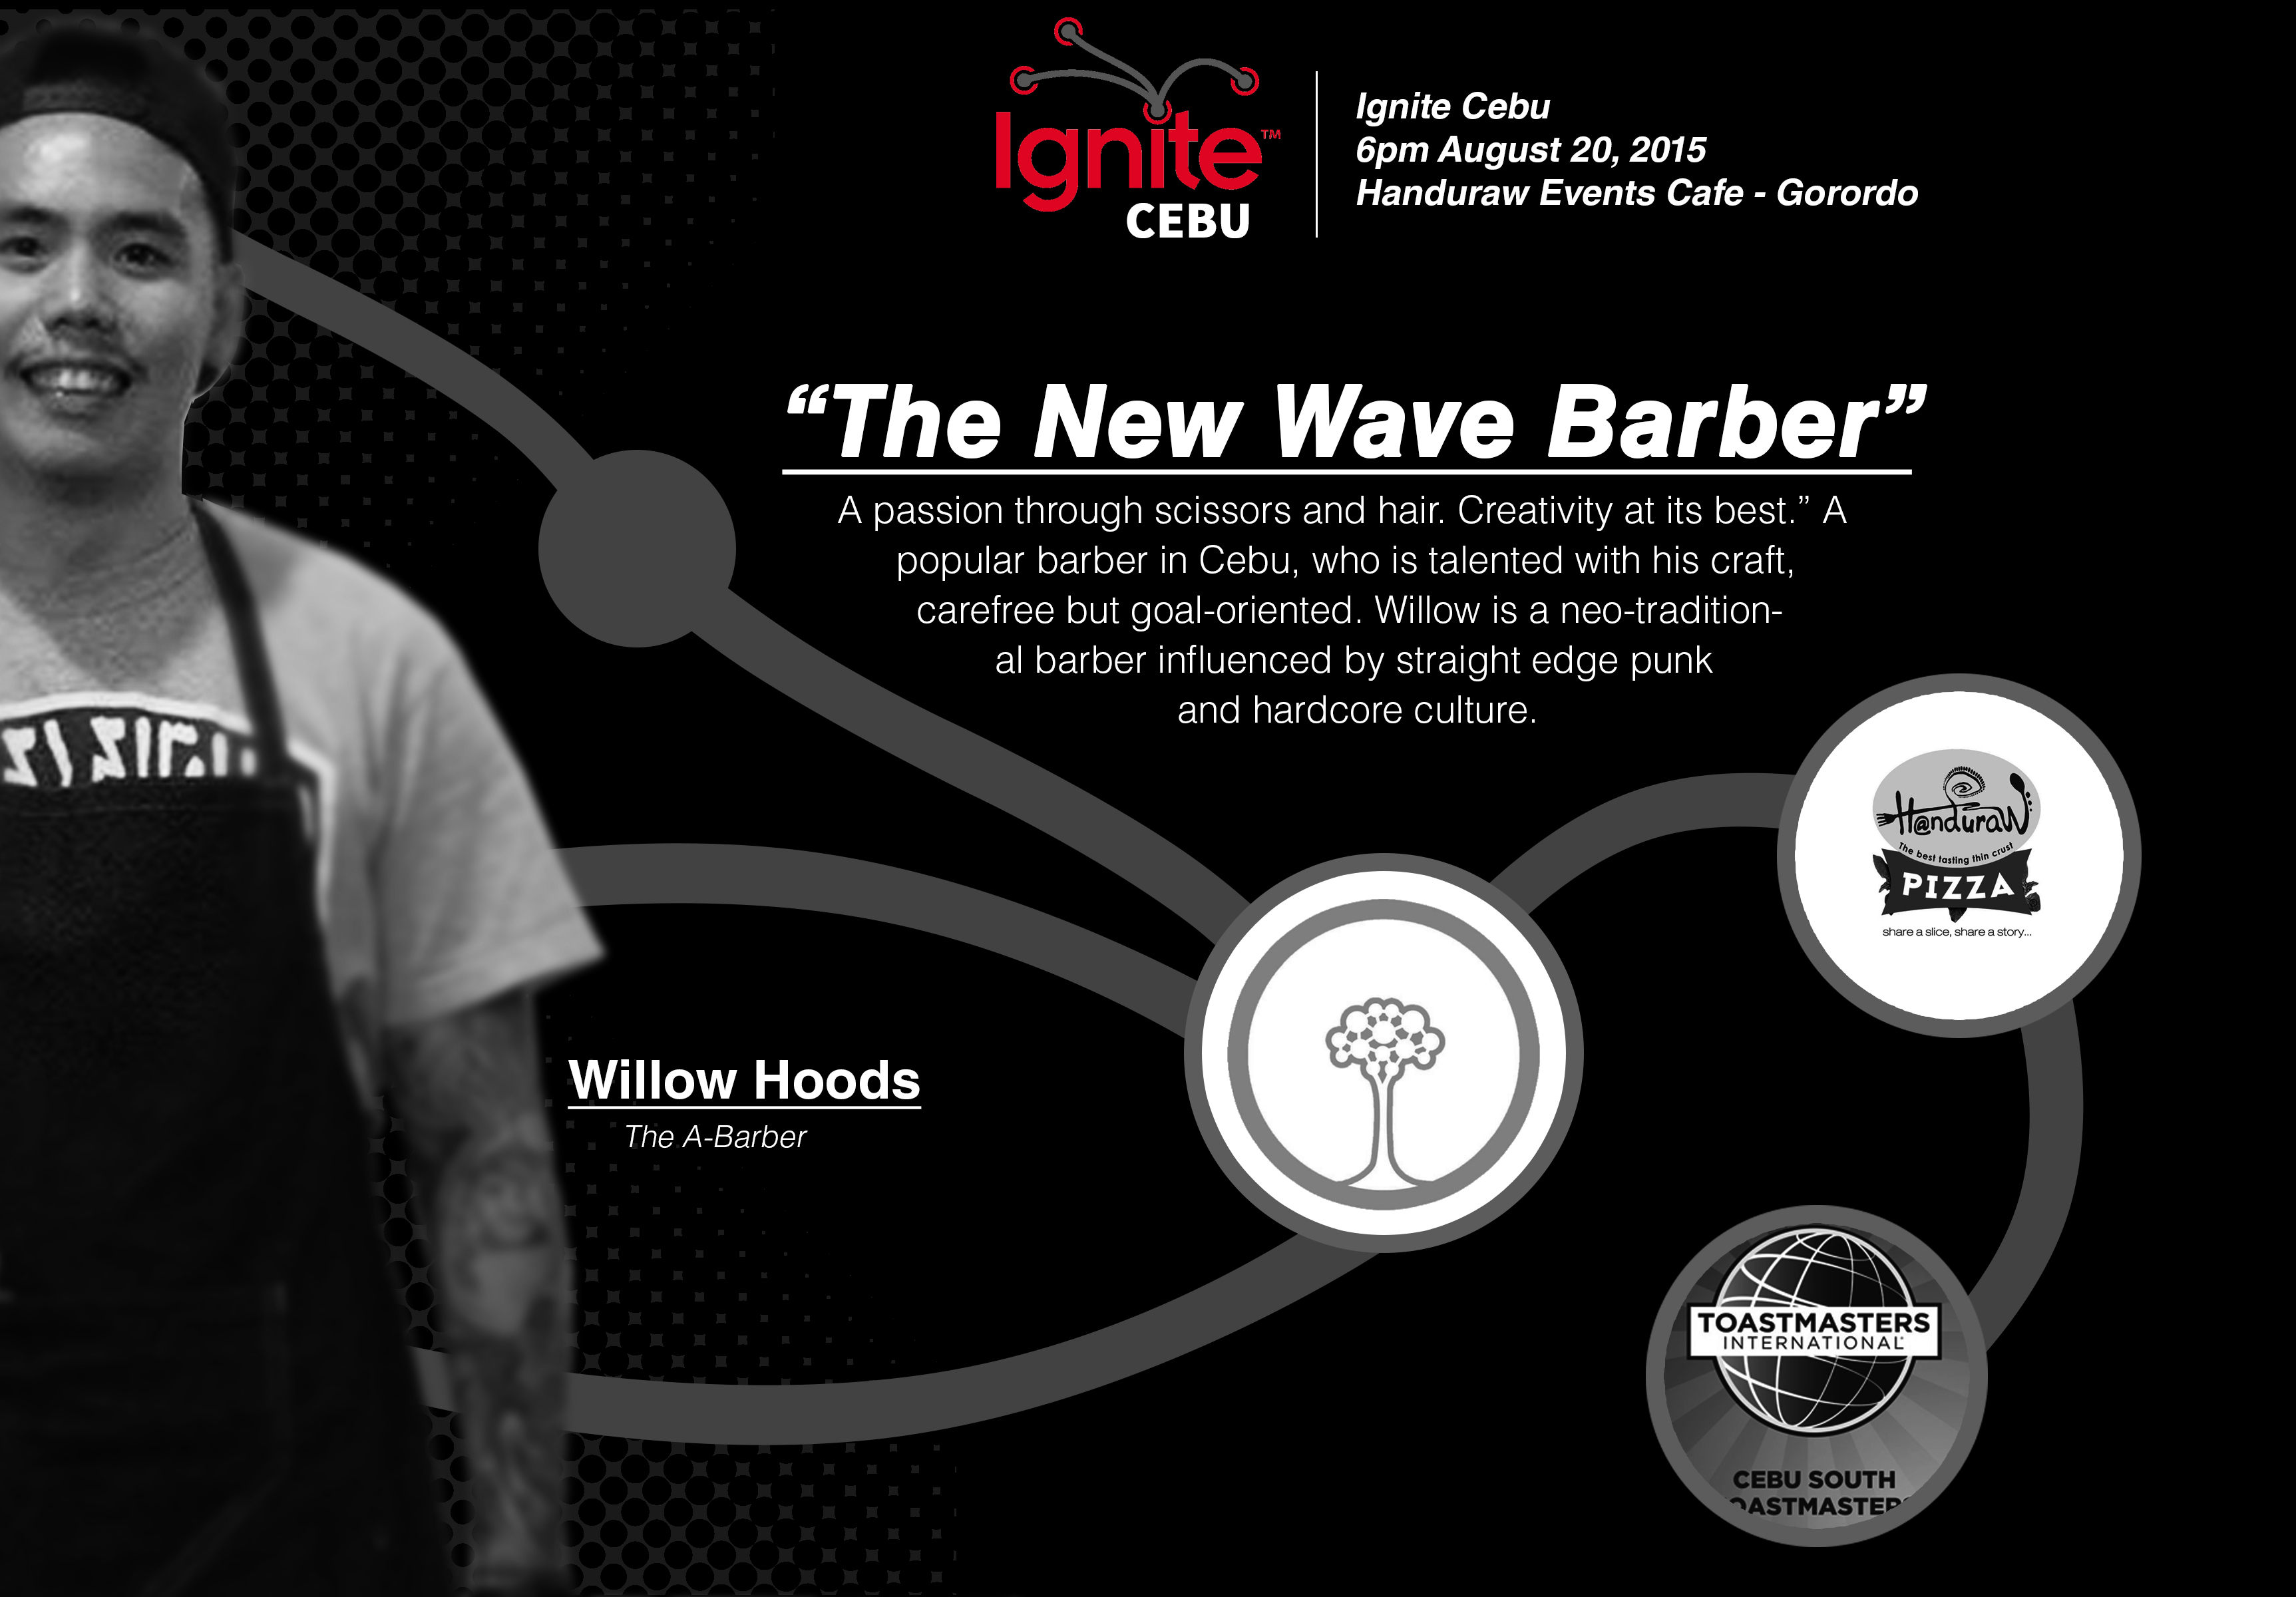 Ignite™
CEBU
Ignite Cebu
6pm August 20, 2015
Handuraw Events Cafe - Gorordo
“The New Wave Barber”
A passion through scissors and hair. Creativity at its best.” A
popular barber in Cebu, who is talented with his craft,
carefree but goal-oriented. Willow is a neo-tradition-
al barber influenced by straight edge punk
and hardcore culture.
H@nduraW
The best tasting thin crust
PIZZA
share a slice, share a story...
Willow Hoods
The A-Barber
TOASTMASTERS
INTERNATIONAL
CEBU SOUTH
OASTMASTERS